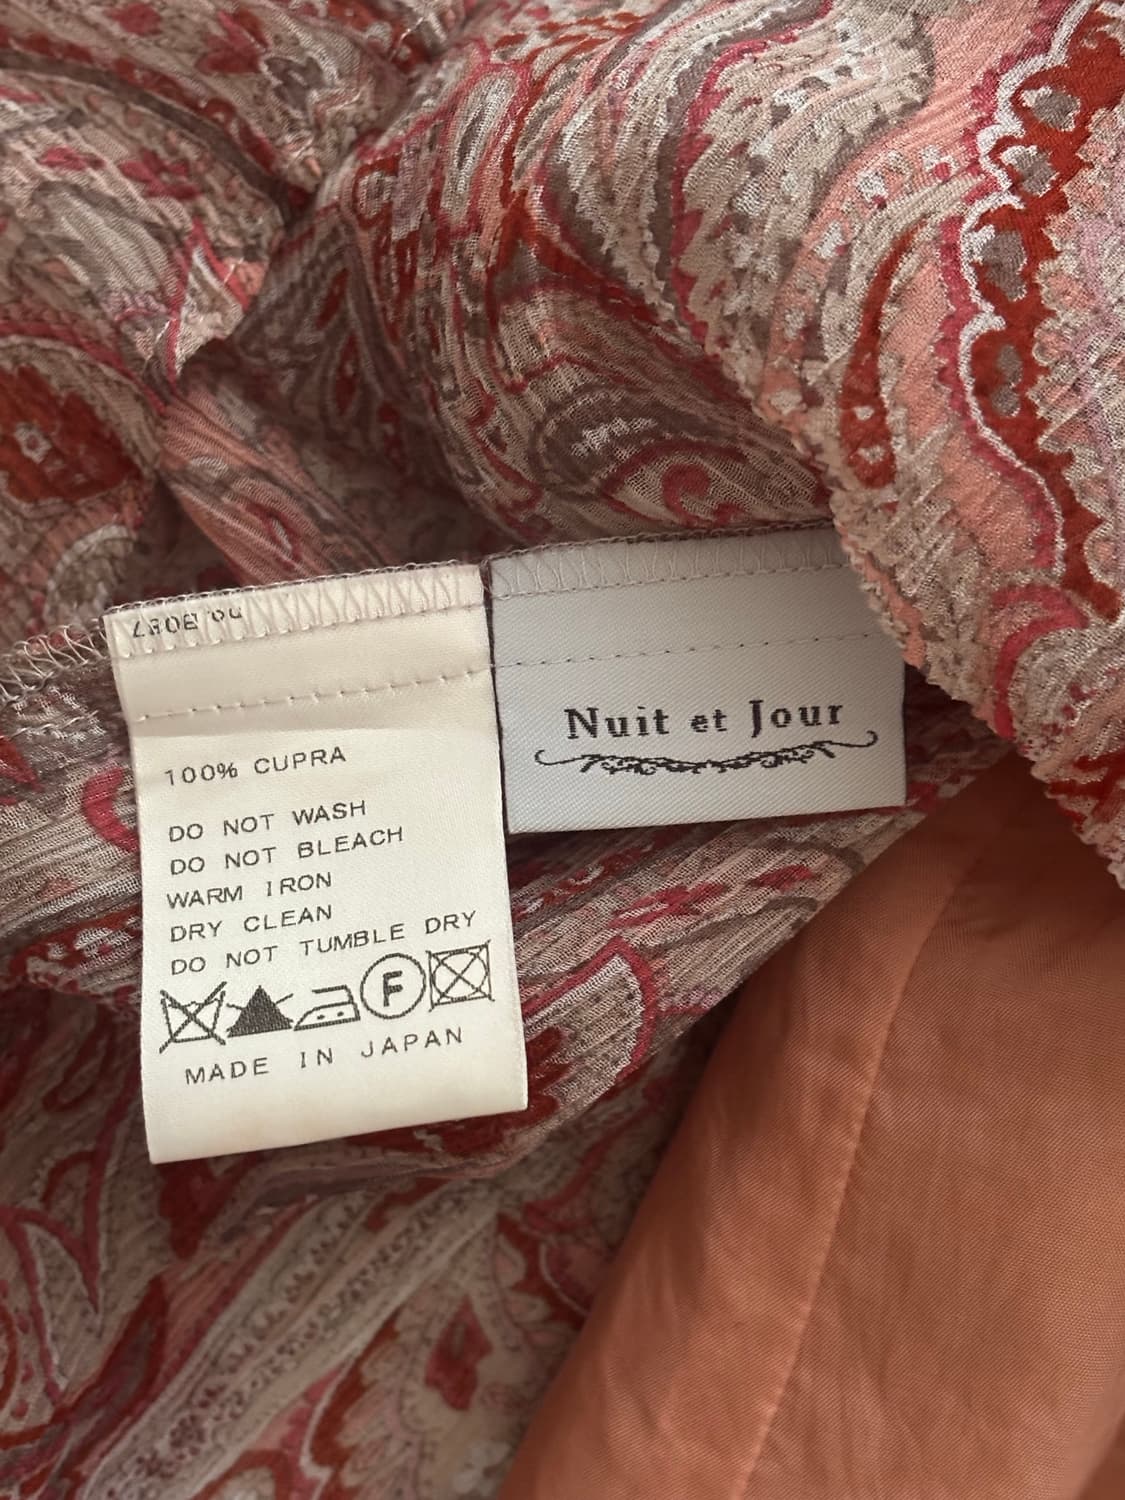 100% CUPRA
DO NOT WASH
DO NOT BLEACH
WARM IRON
DRY CLEAN
DO NOT TUMBLE DRY
F
MADE IN JAPAN
Nuit et Jour